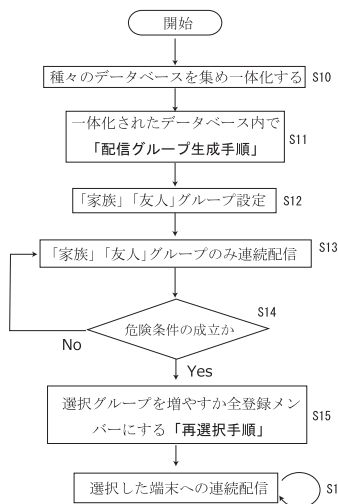 開始
種々のデータベースを集め一体化する
S10
一体化されたデータベース内で
「配信グループ生成手順」
S11
「家族」「友人」グループ設定
S12
「家族」「友人」グループのみ連続配信
S13
危険条件の成立か
S14
No
Yes
選択グループを増やすか全登録メン
バーにする「再選択手順」
S15
選択した端末への連続配信
S1